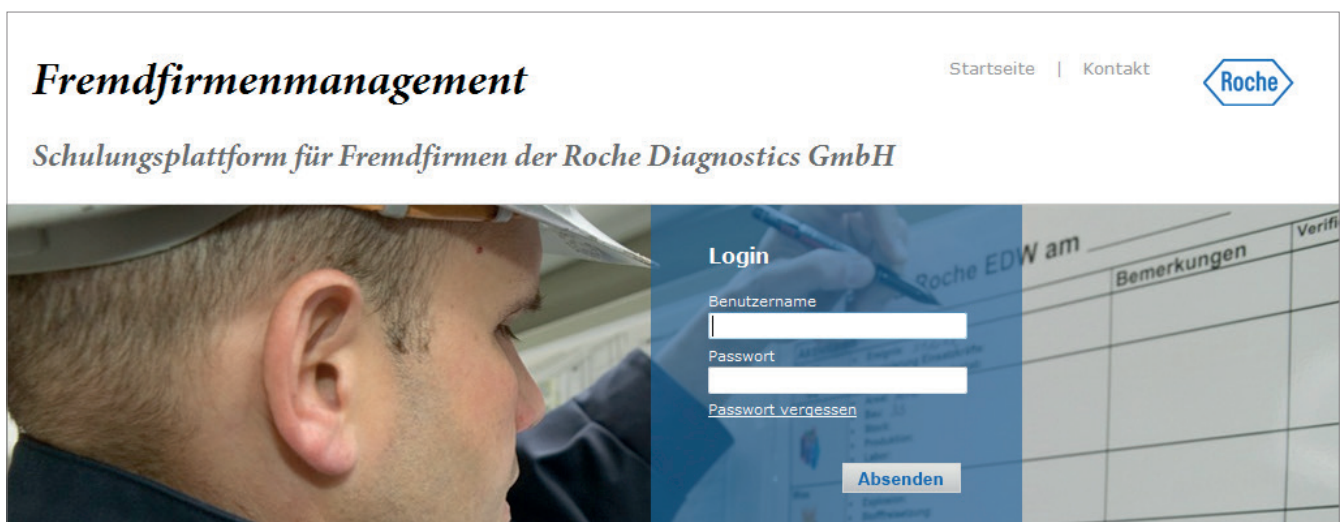 Fremdfirmenmanagement
Startseite | Kontakt
Roche
Schulungsplattform für Fremdfirmen der Roche Diagnostics GmbH
Login
Benutzername
Passwort
Passwort vergessen
Absenden
Roche EDW am
Bemerkungen